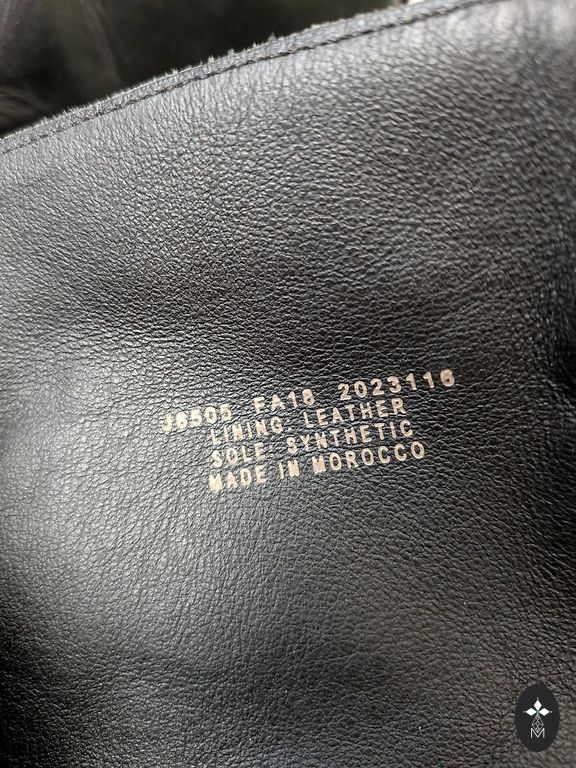 J6505 FA18 2023116
LINING LEATHER
SOLE SYNTHETIC
MADE IN MOROCCO
M